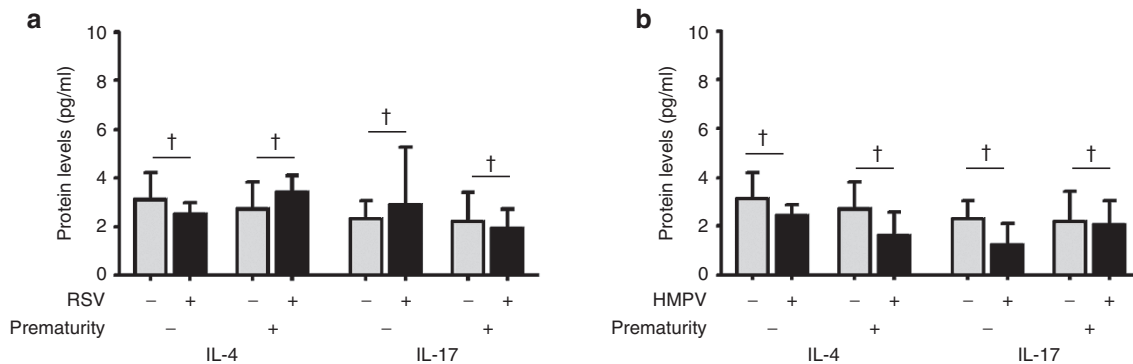 a
Protein levels (pg/ml)
10
8
6
4
2
0
† † † †
RSV – + – + – + – +
Prematurity – + – +
IL-4 IL-17
b
Protein levels (pg/ml)
10
8
6
4
2
0
† † † †
HMPV – + – + – + – +
Prematurity – + – +
IL-4 IL-17